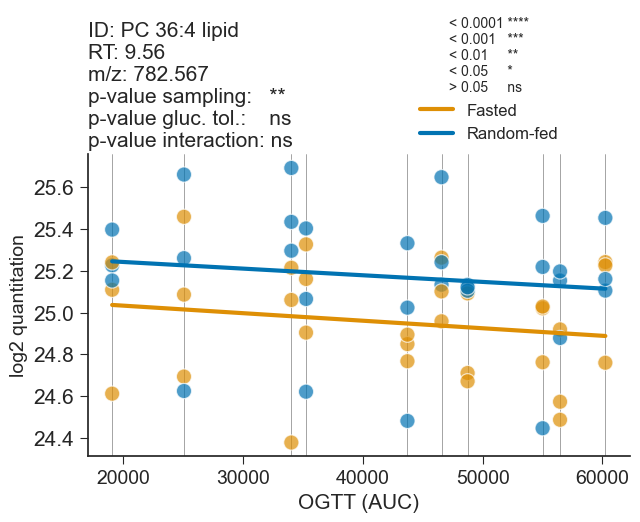 ID: PC 36:4 lipid
RT: 9.56
m/z: 782.567
p-value sampling: **
p-value gluc. tol.: ns
p-value interaction: ns
< 0.0001 ****
< 0.001 ***
< 0.01 **
< 0.05 *
> 0.05 ns
Fasted
Random-fed
log2 quantitation
25.6
25.4
25.2
25.0
24.8
24.6
24.4
20000 30000 40000 50000 60000
OGTT (AUC)